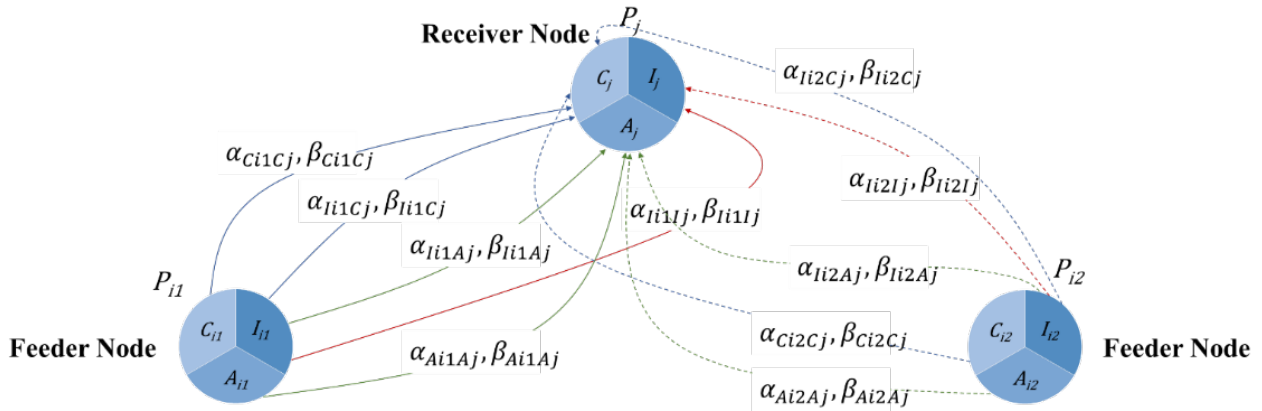 P_j
Receiver Node
C_j
I_j
A_j
α_{Ii2Cj}, β_{Ii2Cj}
α_{Ci1Cj}, β_{Ci1Cj}
α_{Ii2Ij}, β_{Ii2Ij}
α_{Ii1Cj}, β_{Ii1Cj}
α_{Ii1Ij}, β_{Ii1Ij}
α_{Ii1Aj}, β_{Ii1Aj}
α_{Ii2Aj}, β_{Ii2Aj}
P_{i1}
P_{i2}
C_{i1}
I_{i1}
A_{i1}
Feeder Node
α_{Ci2Cj}, β_{Ci2Cj}
α_{Ai1Aj}, β_{Ai1Aj}
C_{i2}
I_{i2}
A_{i2}
Feeder Node
α_{Ai2Aj}, β_{Ai2Aj}